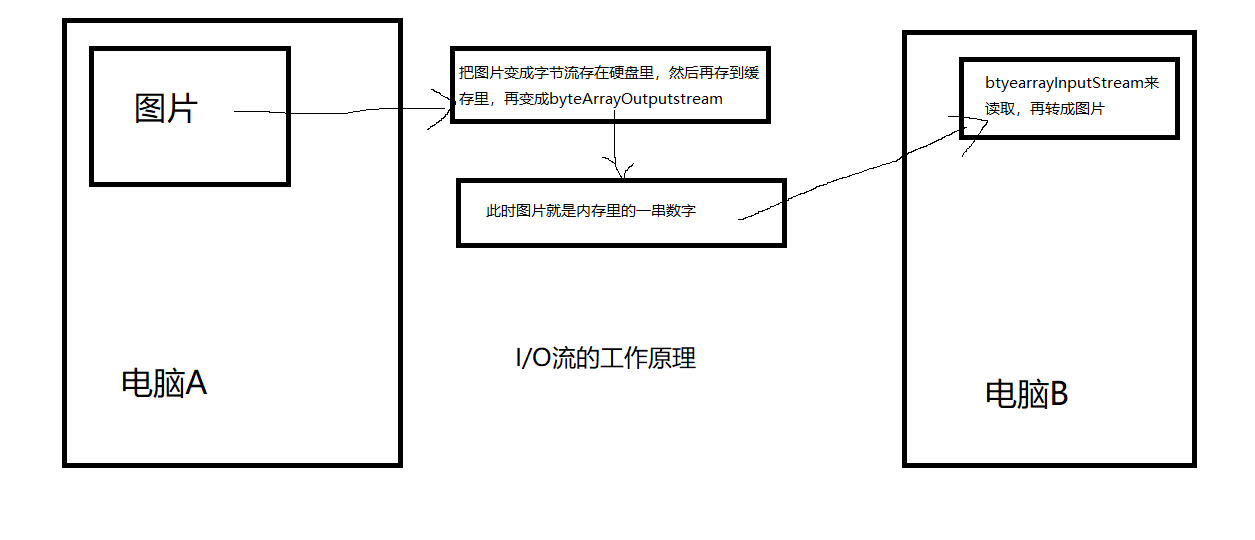 图片
把图片变成字节流存在硬盘里，然后再存到缓
存里，再变成byteArrayOutputstream
此时图片就是内存里的一串数字
btyearrayInputStream来
读取，再转成图片
I/O流的工作原理
电脑A
电脑B